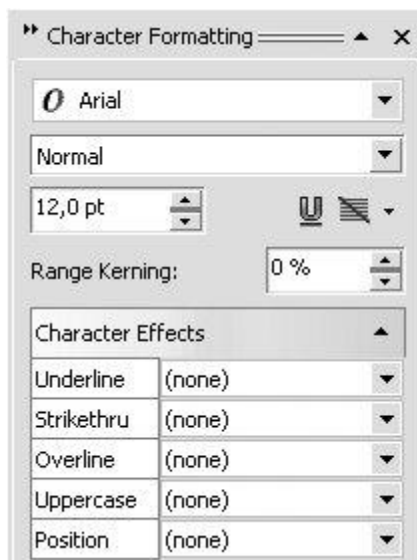 Character Formatting
O Arial
Normal
12,0 pt U
Range Kerning: 0 %
Character Effects
Underline (none)
Strikethru (none)
Overline (none)
Uppercase (none)
Position (none)